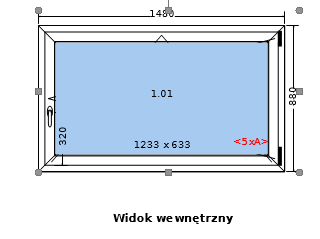 1480
1.01
880
320
1233 x 633
<5xA>
Widok wewnętrzny